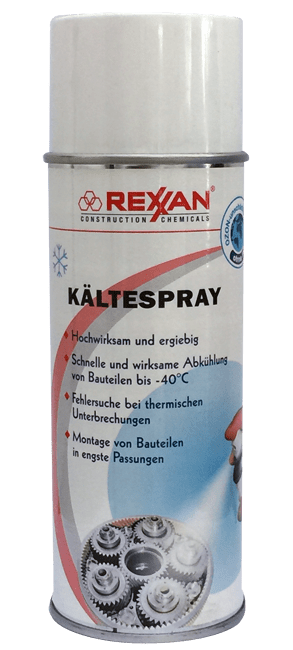 REXXAN®
CONSTRUCTION CHEMICALS
KÄLTESPRAY
Hochwirksam und ergiebig
Schnelle und wirksame Abkühlung
von Bauteilen bis -40°C
Fehlersuche bei thermischen
Unterbrechungen
Montage von Bauteilen
in engste Passungen